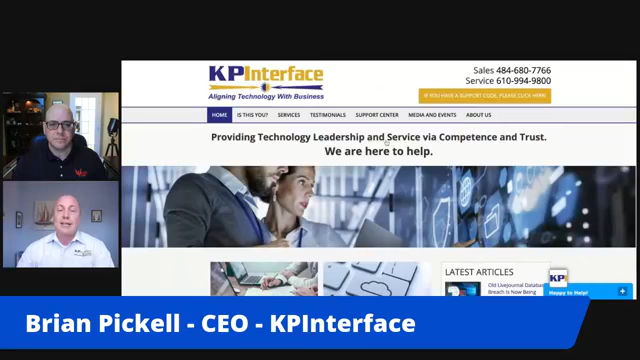 KPInterface
Aligning Technology With Business
Sales 484-680-7766
Service 610-994-9800
IF YOU HAVE A SUPPORT CODE, PLEASE CLICK HERE!
HOME IS THIS YOU? SERVICES TESTIMONIALS SUPPORT CENTER MEDIA AND EVENTS ABOUT US
Providing Technology Leadership and Service via Competence and Trust.
We are here to help.
LATEST ARTICLES
Old LiveJournal Databas
Breach Is Now Being
KP
Happy to Help!
Brian Pickell - CEO - KPInterface